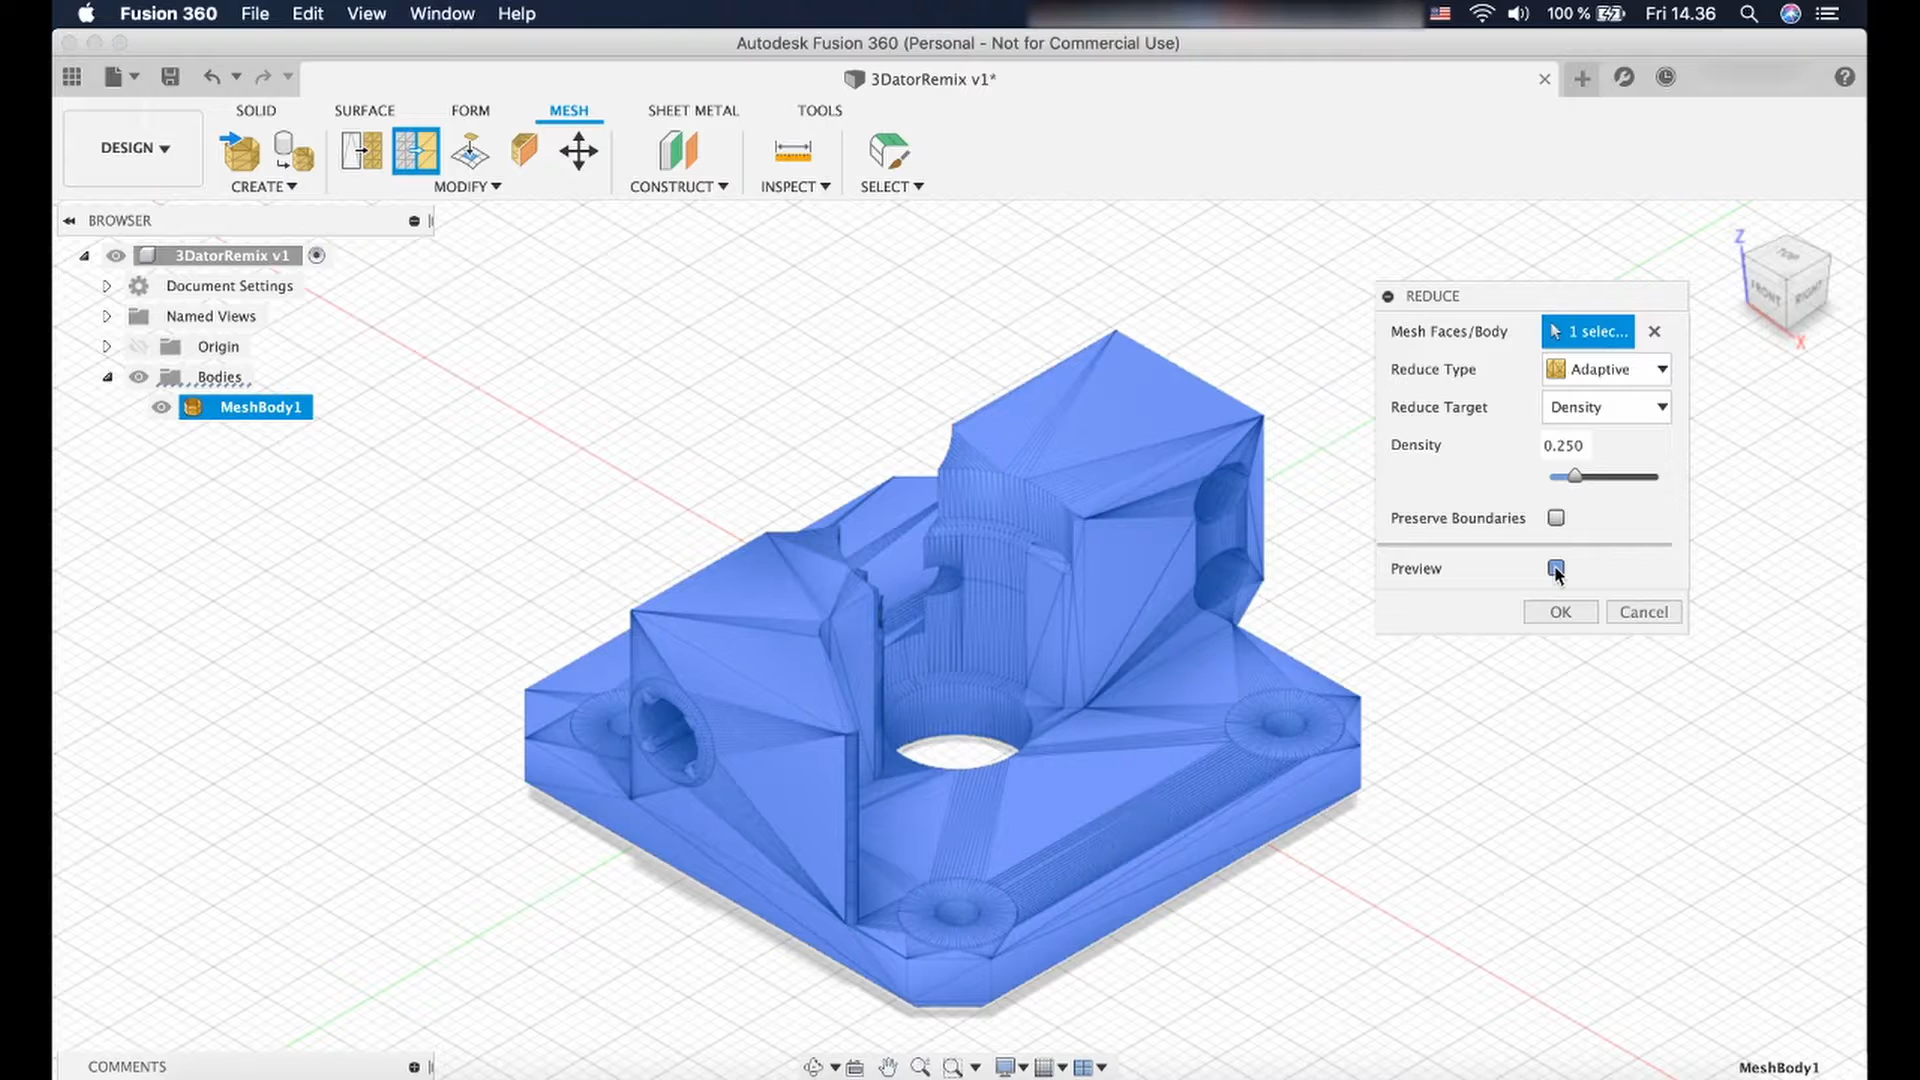 Fusion 360 File Edit View Window Help 100 % Fri 14.36
Autodesk Fusion 360 (Personal - Not for Commercial Use)
3DatorRemix v1*
SOLID SURFACE FORM MESH SHEET METAL TOOLS
DESIGN
CREATE MODIFY CONSTRUCT INSPECT SELECT
BROWSER
3DatorRemix v1
Document Settings
Named Views
Origin
Bodies
MeshBody1
TOP
FRONT
RIGHT
Z
X
REDUCE
Mesh Faces/Body 1 selec...
Reduce Type Adaptive
Reduce Target Density
Density 0.250
Preserve Boundaries
Preview
OK Cancel
COMMENTS
MeshBody1